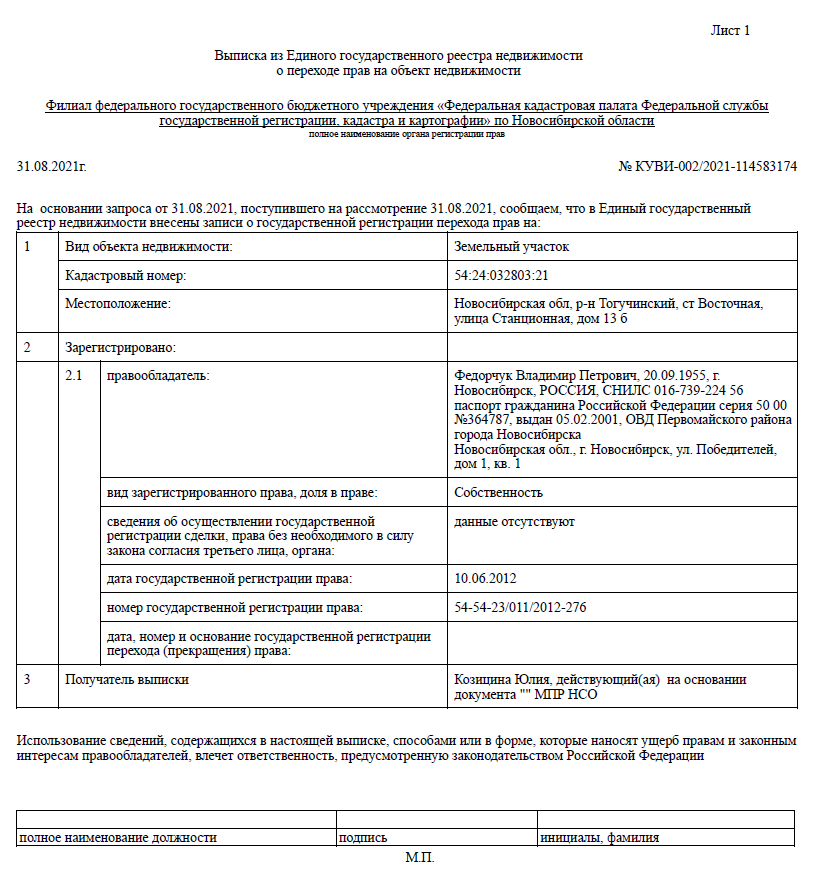 Лист 1
Выписка из Единого государственного реестра недвижимости
о переходе прав на объект недвижимости
Филиал федерального государственного бюджетного учреждения «Федеральная кадастровая палата Федеральной службы
государственной регистрации, кадастра и картографии» по Новосибирской области
полное наименование органа регистрации прав
31.08.2021г.
№ КУВИ-002/2021-114583174
На основании запроса от 31.08.2021, поступившего на рассмотрение 31.08.2021, сообщаем, что в Единый государственный
реестр недвижимости внесены записи о государственной регистрации перехода прав на:
1 Вид объекта недвижимости: Земельный участок
Кадастровый номер: 54:24:032803:21
Местоположение: Новосибирская обл, р-н Тогучинский, ст Восточная,
улица Станционная, дом 13 б
2 Зарегистрировано:
2.1 правообладатель: Федорчук Владимир Петрович, 20.09.1955, г.
Новосибирск, РОССИЯ, СНИЛС 016-739-224 56
паспорт гражданина Российской Федерации серия 50 00
№364787, выдан 05.02.2001, ОВД Первомайского района
города Новосибирска
Новосибирская обл., г. Новосибирск, ул. Победителей,
дом 1, кв. 1
вид зарегистрированного права, доля в праве: Собственность
сведения об осуществлении государственной данные отсутствуют
регистрации сделки, права без необходимого в силу
закона согласия третьего лица, органа:
дата государственной регистрации права: 10.06.2012
номер государственной регистрации права: 54-54-23/011/2012-276
дата, номер и основание государственной регистрации
перехода (прекращения) права:
3 Получатель выписки Козицина Юлия, действующий(ая) на основании
документа "" МПР НСО
Использование сведений, содержащихся в настоящей выписке, способами или в форме, которые наносят ущерб правам и законным
интересам правообладателей, влечет ответственность, предусмотренную законодательством Российской Федерации
полное наименование должности подпись инициалы, фамилия
М.П.